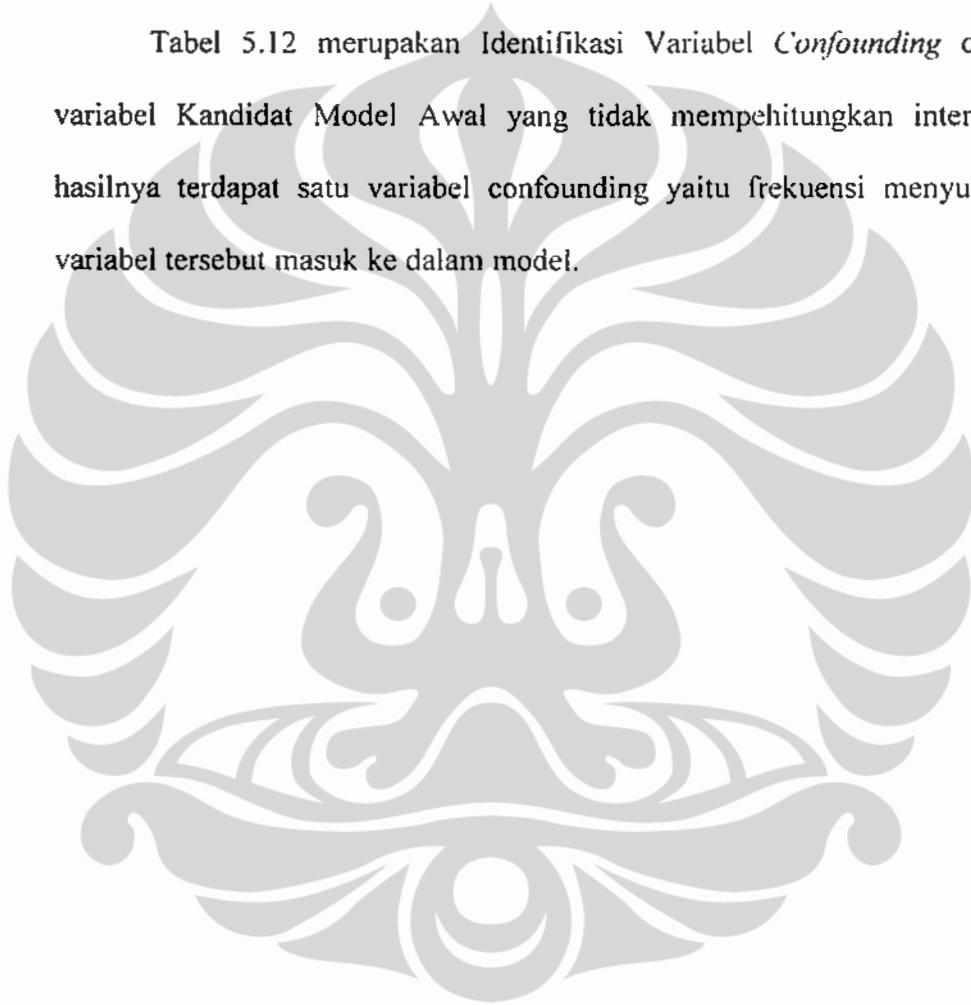 Tabel 5.12 merupakan Identifikasi Variabel Confounding
variabel Kandidat Model Awal yang tidak mempehitungkan
hasilnya terdapat satu variabel confounding yaitu frekuensi
variabel tersebut masuk ke dalam model.